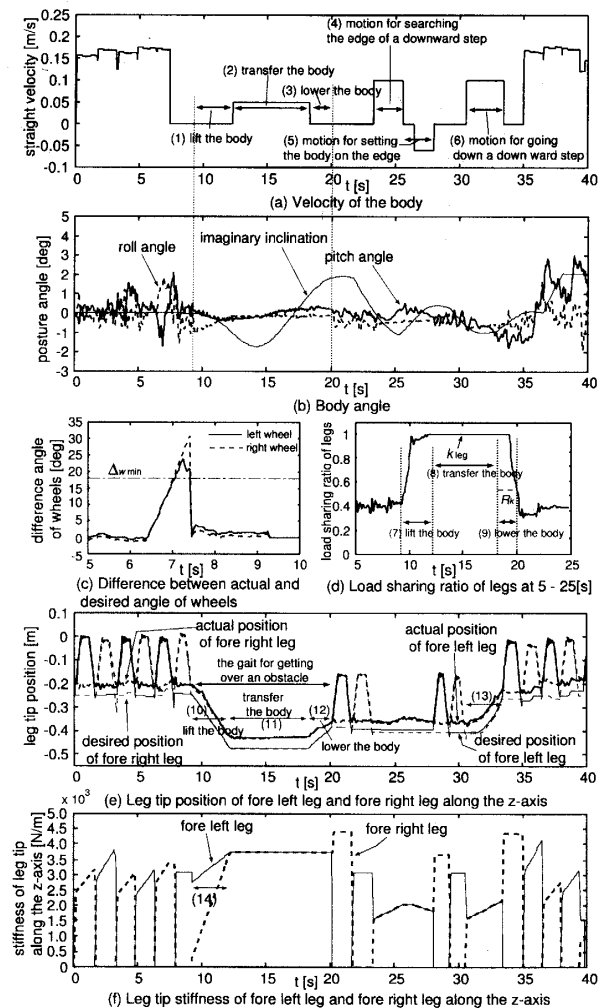 straight velocity [m/s]
0.25
0.2
0.15
0.1
0.05
0
-0.05
-0.1
(4) motion for searching
the edge of a downward step
(2) transfer the body
(3) lower the body
(1) lift the body
(5) motion for setting
the body on the edge
(6) motion for going
down a down ward step
0 5 10 15 20 25 30 35 40
t [s]
(a) Velocity of the body
posture angle [deg]
5
4
3
2
1
0
-1
-2
-3
roll angle
imaginary inclination
pitch angle
0 5 10 15 20 25 30 35 40
t [s]
(b) Body angle
difference angle
of wheels [deg]
35
30
25
20
15
10
5
0
-5
left wheel
right wheel
Δw min
5 6 7 8 9 10
t [s]
(c) Difference between actual and
desired angle of wheels
load sharing ratio of legs
1
0.8
0.6
0.4
0.2
0
kleg
(8) transfer the body
Rk
(7) lift the body
(9) lower the body
5 10 15 20 25
t [s]
(d) Load sharing ratio of legs at 5 - 25[s]
leg tip position [m]
0.1
0
-0.1
-0.2
-0.3
-0.4
-0.5
actual position
of fore right leg
actual position
of fore left leg
the gait for getting
over an obstacle
transfer
the body
(10)
(11)
(12)
(13)
lift the body
lower the body
desired position
of fore right leg
desired position
of fore left leg
0 5 10 15 20 25 30 35 40
t [s]
(e) Leg tip position of fore left leg and fore right leg along the z-axis
x 10³
stiffness of leg tip
along the z-axis [N/m]
5.0
4.5
4.0
3.5
3.0
2.5
2.0
1.5
1.0
0.5
0
fore left leg
fore right leg
(14)
0 5 10 15 20 25 30 35 40
t [s]
(f) Leg tip stiffness of fore left leg and fore right leg along the z-axis